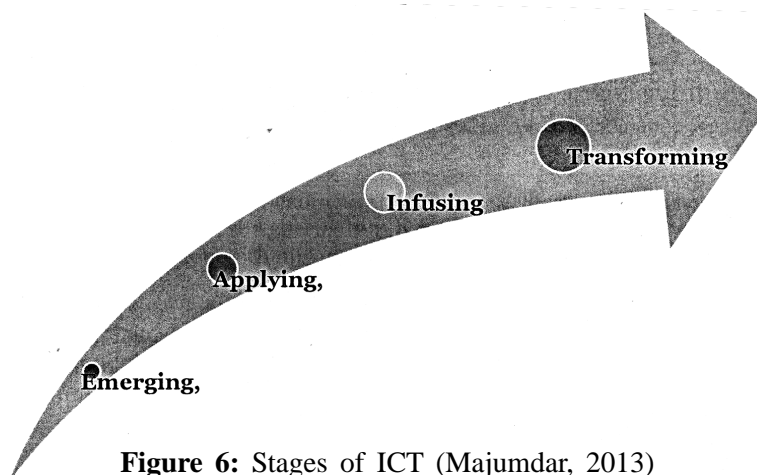 Transforming
Infusing
Applying,
Emerging,
Figure 6: Stages of ICT (Majumdar, 2013)